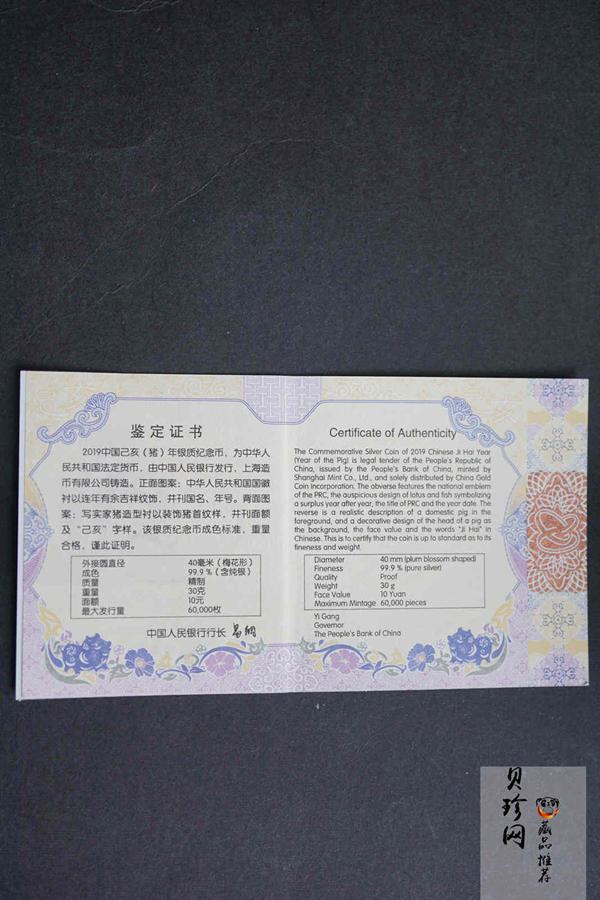 鉴定证书
2019中国己亥（猪）年银质纪念币，为中华人
民共和国法定货币，由中国人民银行发行，上海造
币有限公司铸造。正面图案：中华人民共和国国徽
衬以连年有余吉祥纹饰，并刊国名、年号。背面图
案：写实家猪造型衬以装饰猪首纹样，并刊面额
及“己亥”字样。该银质纪念币成色标准，重量
合格，谨此证明。
外接圆直径 40毫米（梅花形）
成色 99.9％（含纯银）
质量 精制
重量 30克
面额 10元
最大发行量 60,000枚
中国人民银行行长 易纲
Certificate of Authenticity
The Commemorative Silver Coin of 2019 Chinese Ji Hai Year
(Year of the Pig) is legal tender of the People's Republic of
China, issued by the People's Bank of China, minted by
Shanghai Mint Co., Ltd., and solely distributed by China Gold
Coin Incorporation. The obverse features the national emblem
of the PRC, the auspicious design of lotus and fish symbolizing
a surplus year after year, the title of PRC and the year date. The
reverse is a realistic description of a domestic pig in the
foreground, and a decorative design of the head of a pig as
the background, the face value and the words "Ji Hai" in
Chinese. This is to certify that the coin is up to standard as to its
fineness and weight.
Diameter 40 mm (plum blossom shaped)
Fineness 99.9 % (pure silver)
Quality Proof
Weight 30 g
Face Value 10 Yuan
Maximum Mintage 60,000 pieces
Yi Gang
Governor
The People's Bank of China
贝珍网
藏品推荐